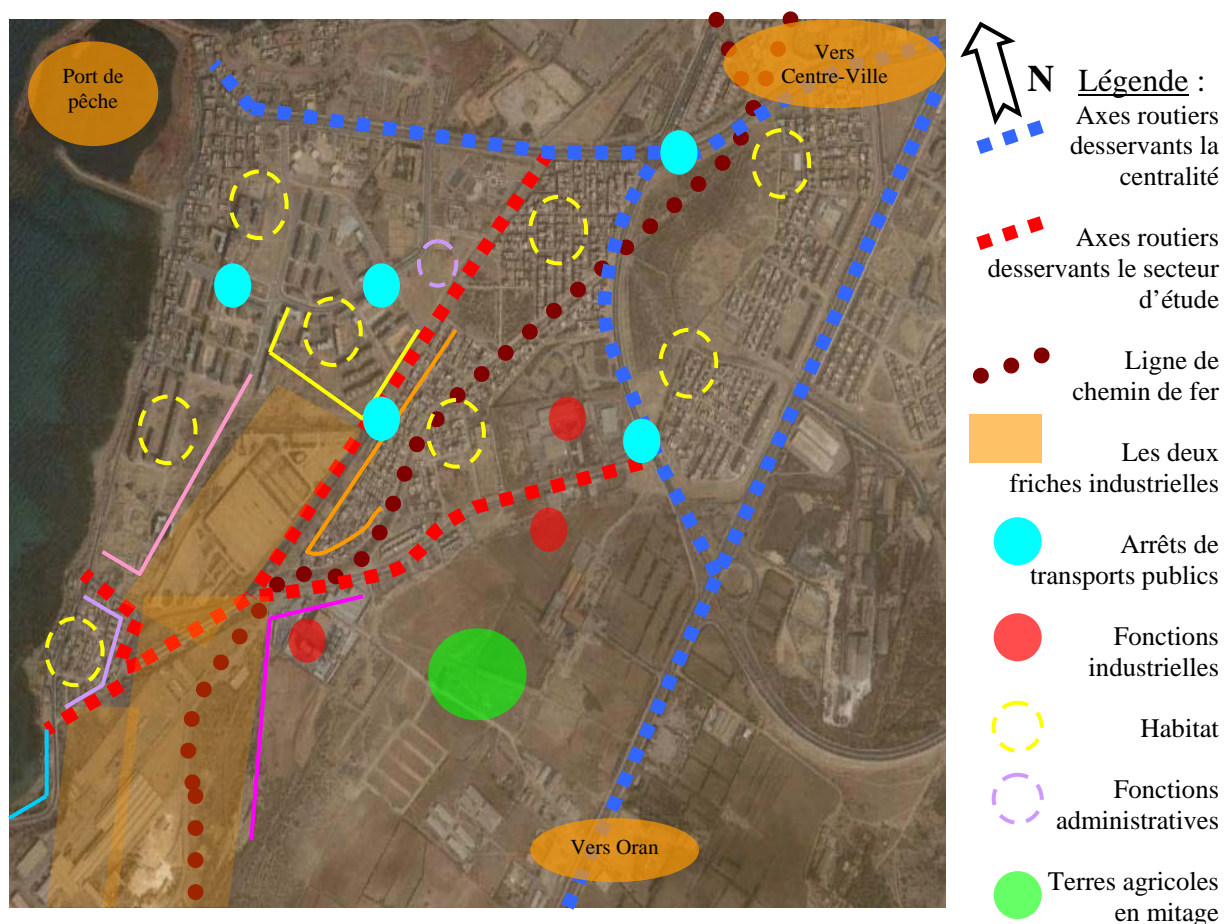 Port de
pêche
Vers
Centre-Ville
Vers Oran
N
Légende :
Axes routiers
desservants la
centralité
Axes routiers
desservants le secteur
d’étude
Ligne de
chemin de fer
Les deux
friches industrielles
Arrêts de
transports publics
Fonctions
industrielles
Habitat
Fonctions
administratives
Terres agricoles
en mitage